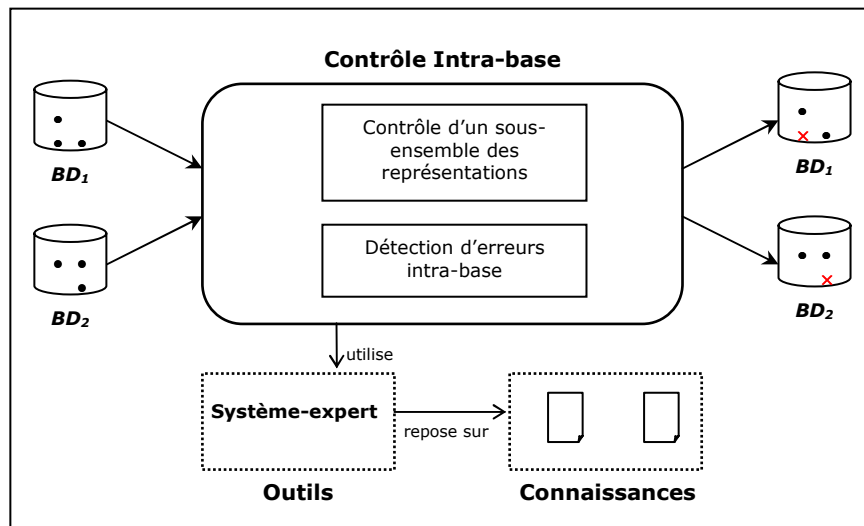 Contrôle Intra-base
Contrôle d'un sous-
ensemble des
représentations
BD1
BD1
Détection d'erreurs
intra-base
BD2
BD2
utilise
Système-expert
repose sur
Outils
Connaissances